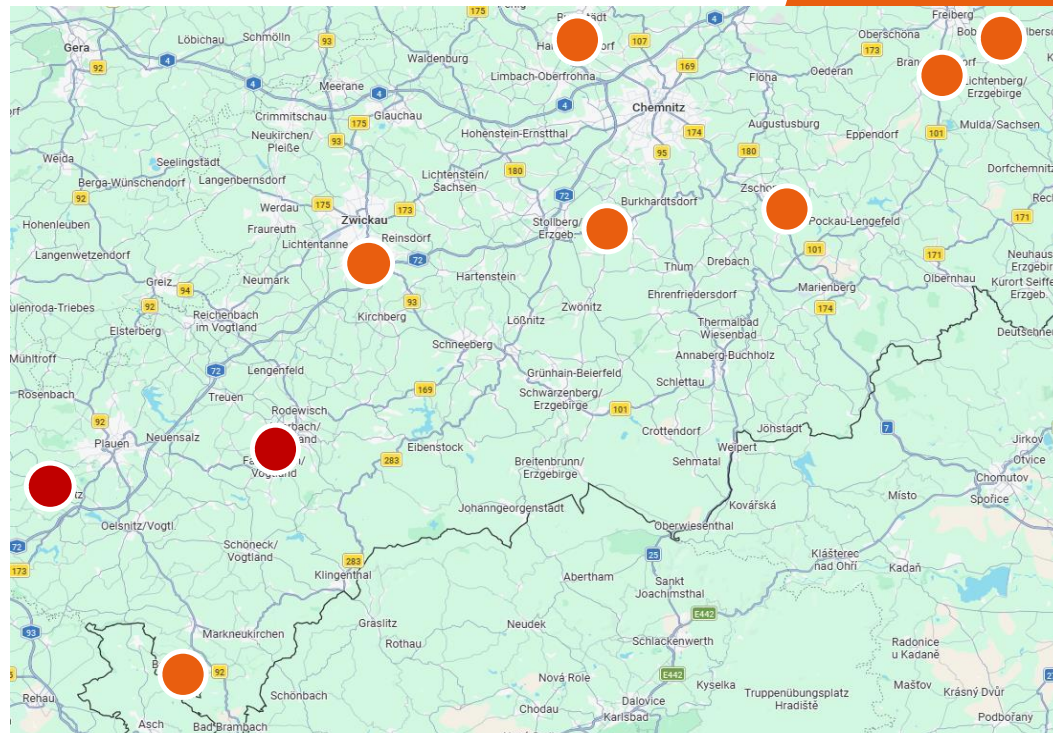 175
Gera
Löbichau
Schmölln
93
4
107
Freiberg
Oberschona
173
92
4
Waldenburg
Limbach-Oberfrohna
169
Flöha
Oederan
Lichtenberg/
Erzgebirge
Meerane
4
Chemnitz
Crimmitschau
175
Glauchau
4
Augustusburg
Mulda/Sachsen
Neukirchen/
Pleiße
93
Hohenstein-Ernstthal
174
Eppendorf
101
95
180
Weida
Seelingstädt
Berga-Wünschendorf
Langenbernsdorf
Lichtenstein/
Sachsen
180
72
Dorfchemnitz
92
Werdau
175
173
Zwickau
Burkhardtsdorf
Pockau-Lengefeld
171
Hohenleuben
Fraureuth
Reinsdorf
Stollberg/
Erzgeb
Lichtentanne
72
Langenwetzendorf
Neumark
Hartenstein
Thum
Drebach
101
171
Greiz
94
Marienberg
Olbernhau
92
93
Zwönitz
Ehrenfriedersdorf
174
Reichenbach
im Vogtland
Kirchberg
Lößnitz
Elsterberg
Thermalbad
Wiesenbad
Schneeberg
Annaberg-Buchholz
72
Lengenfeld
Grünhain-Beierfeld
Schlettau
Rosenbach
Treuen
169
Schwarzenberg/
Erzgebirge
101
Rodewisch
92
Plauen
Neuensalz
Eibenstock
Crottendorf
Jöhstadt
7
Vogtland
283
Breitenbrunn/
Erzgebirge
Sehmatal
Weipert
Jirkov
Otvice
Chomutov
Johanngeorgenstadt
Kovářská
Místo
Spořice
Oelsnitz/Vogtl.
Oberwiesenthal
72
Schöneck/
Vogtland
283
25
Klášterec
nad Ohří
Kadaň
173
Klingenthal
Abertham
Sankt
Joachimsthal
E442
93
Markneukirchen
Graslitz
Neudek
Schlackenwerth
Rothau
Radonice
u Kadaně
92
E442
Rehau
Schönbach
Nová Role
Kyselka
Mašťov
Truppenübungsplatz
Hradiště
Krásný Dvůr
Asch
Bad Brambach
Chodau
Dalovice
Karlsbad
Podbořany